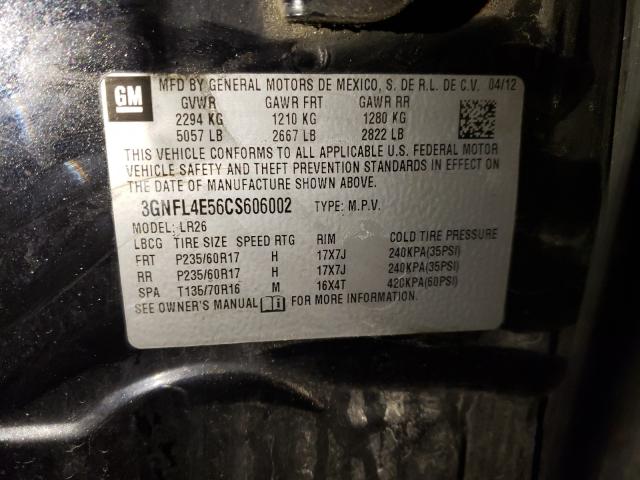 GM
MFD BY GENERAL MOTORS DE MEXICO, S. DE R.L. DE C.V. 04/12
GVWR GAWR FRT GAWR RR
2294 KG 1210 KG 1280 KG
5057 LB 2667 LB 2822 LB
THIS VEHICLE CONFORMS TO ALL APPLICABLE U.S. FEDERAL MOTOR
VEHICLE SAFETY AND THEFT PREVENTION STANDARDS IN EFFECT ON
DATE OF MANUFACTURE SHOWN ABOVE.
3GNFL4E56CS606002 TYPE: M.P.V.
MODEL: LR26
LBCG TIRE SIZE SPEED RTG RIM COLD TIRE PRESSURE
FRT P235/60R17 H 17X7J 240KPA(35PSI)
RR P235/60R17 H 17X7J 240KPA(35PSI)
SPA T135/70R16 M 16X4T 420KPA(60PSI)
SEE OWNER'S MANUAL FOR MORE INFORMATION.